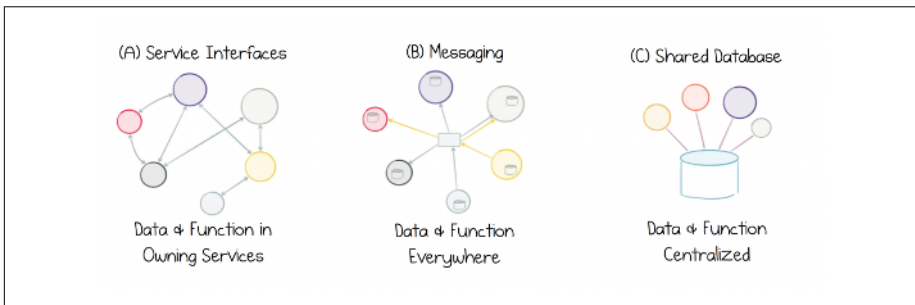 (A) Service Interfaces
(B) Messaging
(C) Shared Database
Data & Function in
Owning Services
Data & Function
Everywhere
Data & Function
Centralized